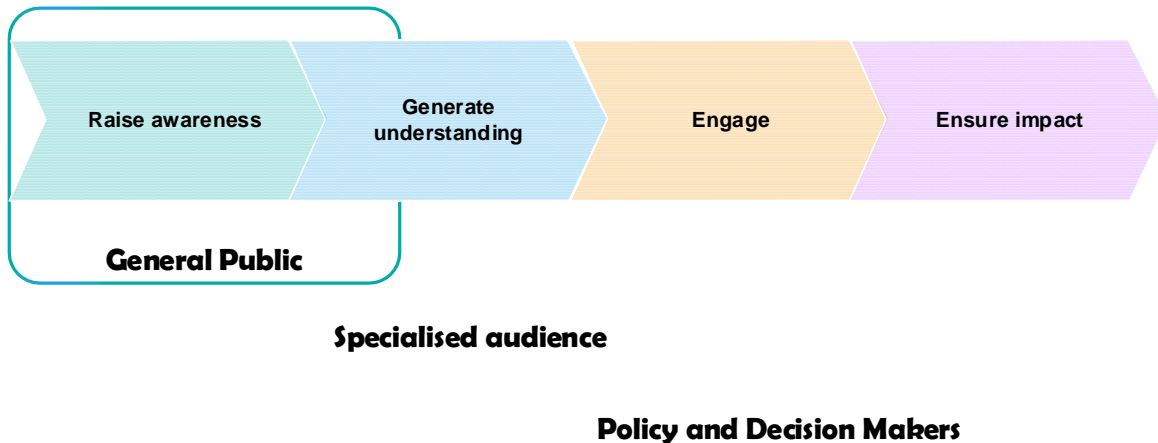 Raise awareness
Generate
understanding
Engage
Ensure impact
General Public
Specialised audience
Policy and Decision Makers